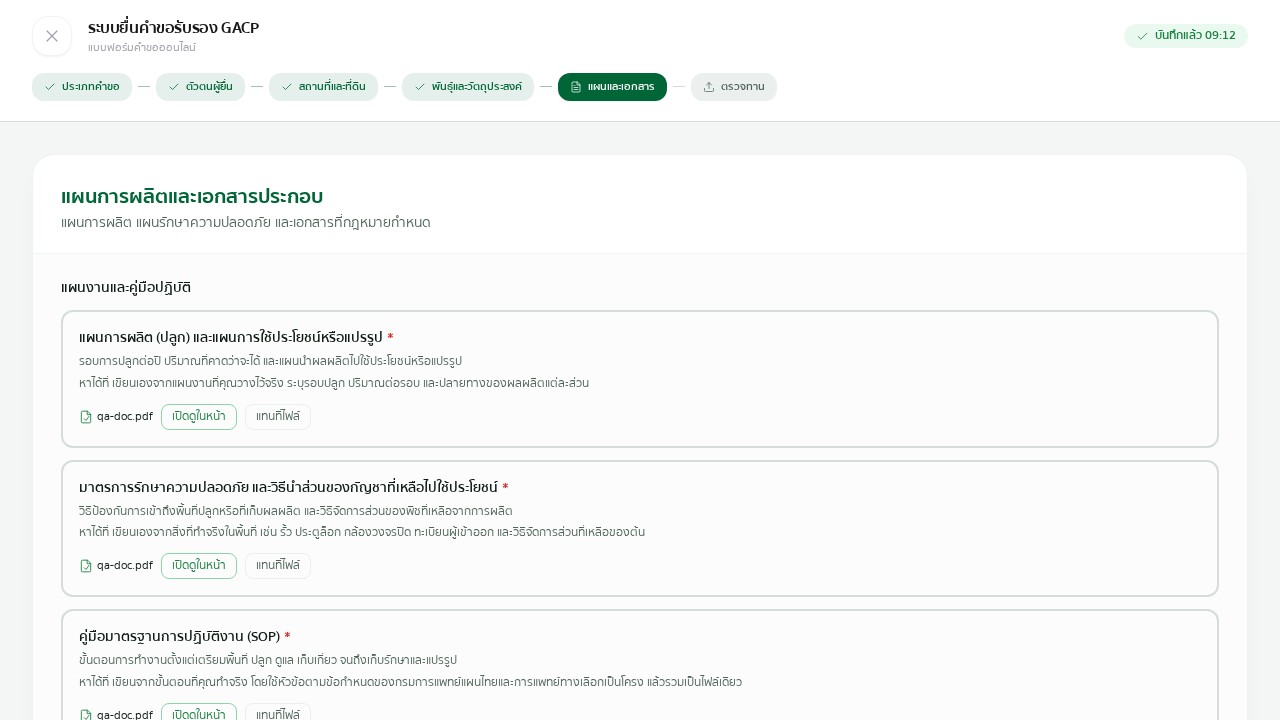 ระบบยื่นคำขอรับรอง GACP
แบบฟอร์มคำขอออนไลน์
บันทึกแล้ว 09:12
ประเภทคำขอ
ตัวตนผู้ยื่น
สถานที่และที่ดิน
พันธุ์และวัตถุประสงค์
แผนและเอกสาร
ตรวจทาน
แผนการผลิตและเอกสารประกอบ
แผนการผลิต แผนรักษาความปลอดภัย และเอกสารที่กฎหมายกำหนด
แผนงานและคู่มือปฏิบัติ
แผนการผลิต (ปลูก) และแผนการใช้ประโยชน์หรือแปรรูป *
รอบการปลูกต่อปี ปริมาณที่คาดว่าจะได้ และแผนนำผลผลิตไปใช้ประโยชน์หรือแปรรูป
หาได้ที่ เขียนเองจากแผนงานที่คุณวางไว้จริง ระบุรอบปลูก ปริมาณต่อรอบ และปลายทางของผลผลิตแต่ละส่วน
qa-doc.pdf เปิดดูในหน้า แทนที่ไฟล์
มาตรการรักษาความปลอดภัย และวิธีนำส่วนของกัญชาที่เหลือไปใช้ประโยชน์ *
วิธีป้องกันการเข้าถึงพื้นที่ปลูกหรือที่เก็บผลผลิต และวิธีจัดการส่วนของพืชที่เหลือจากการผลิต
หาได้ที่ เขียนเองจากสิ่งที่ทำจริงในพื้นที่ เช่น รั้ว ประตูล็อก กล้องวงจรปิด ทะเบียนผู้เข้าออก และวิธีจัดการส่วนที่เหลือของต้น
qa-doc.pdf เปิดดูในหน้า แทนที่ไฟล์
คู่มือมาตรฐานการปฏิบัติงาน (SOP) *
ขั้นตอนการทำงานตั้งแต่เตรียมพื้นที่ ปลูก ดูแล เก็บเกี่ยว จนถึงเก็บรักษาและแปรรูป
หาได้ที่ เขียนจากขั้นตอนที่คุณทำจริง โดยใช้หัวข้อตามข้อกำหนดของกรมการแพทย์แผนไทยและการแพทย์ทางเลือกเป็นโครง แล้วรวมเป็นไฟล์เดียว
qa-doc.pdf เปิดดูในหน้า แทนที่ไฟล์